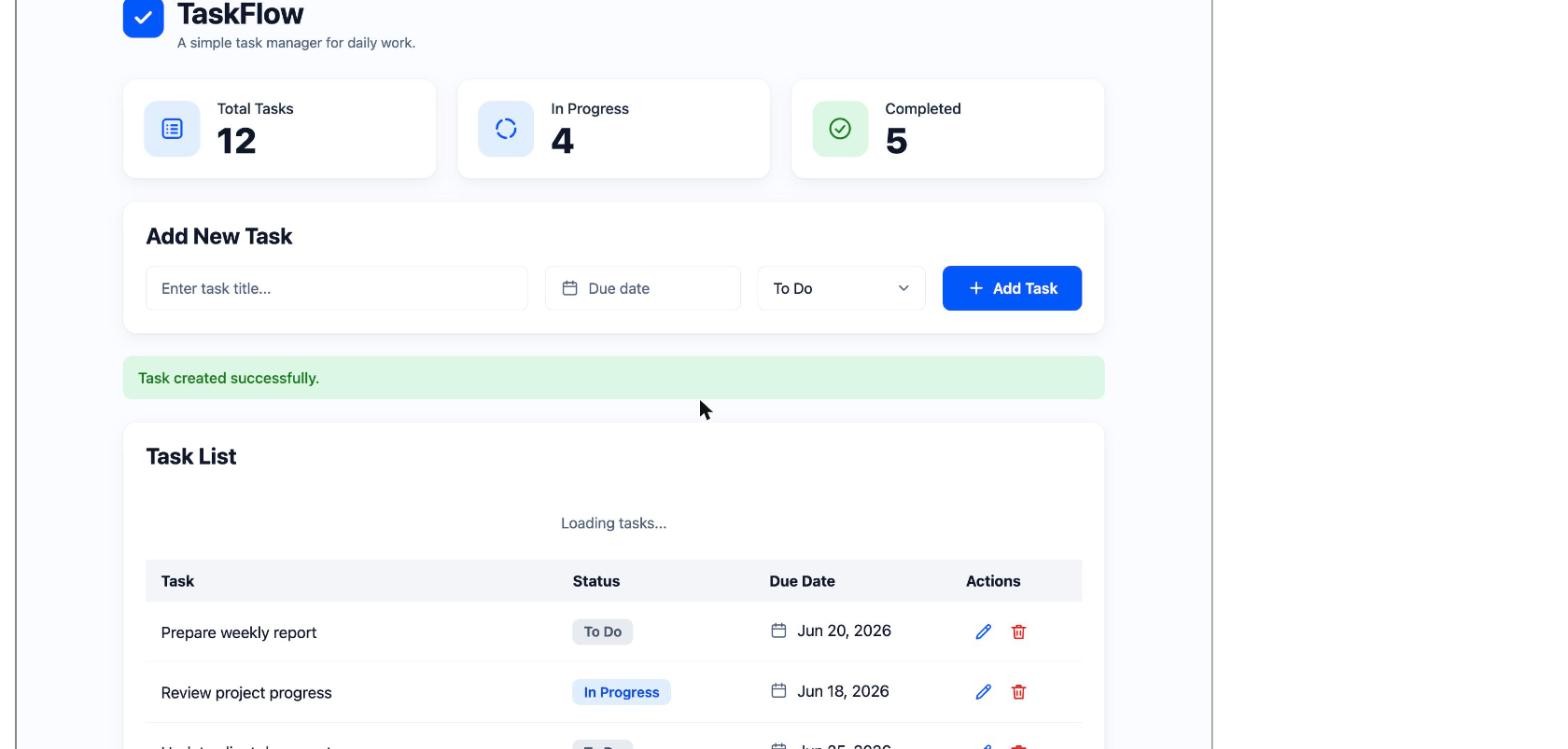 TaskFlow
A simple task manager for daily work.
Total Tasks
12
In Progress
4
Completed
5
Add New Task
Enter task title...
Due date
To Do
Add Task
Task created successfully.
Task List
Loading tasks...
Task Status Due Date Actions
Prepare weekly report To Do Jun 20, 2026
Review project progress In Progress Jun 18, 2026